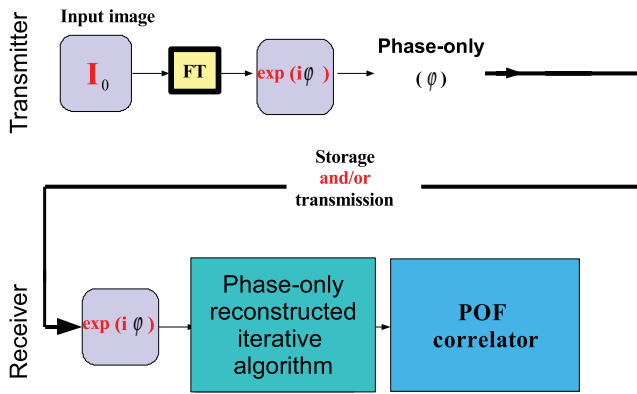 Transmitter
Input image
I0
FT
exp (iφ )
Phase-only
(φ)
Storage
and/or
transmission
Receiver
exp (i φ)
Phase-only
reconstructed
iterative
algorithm
POF
correlator